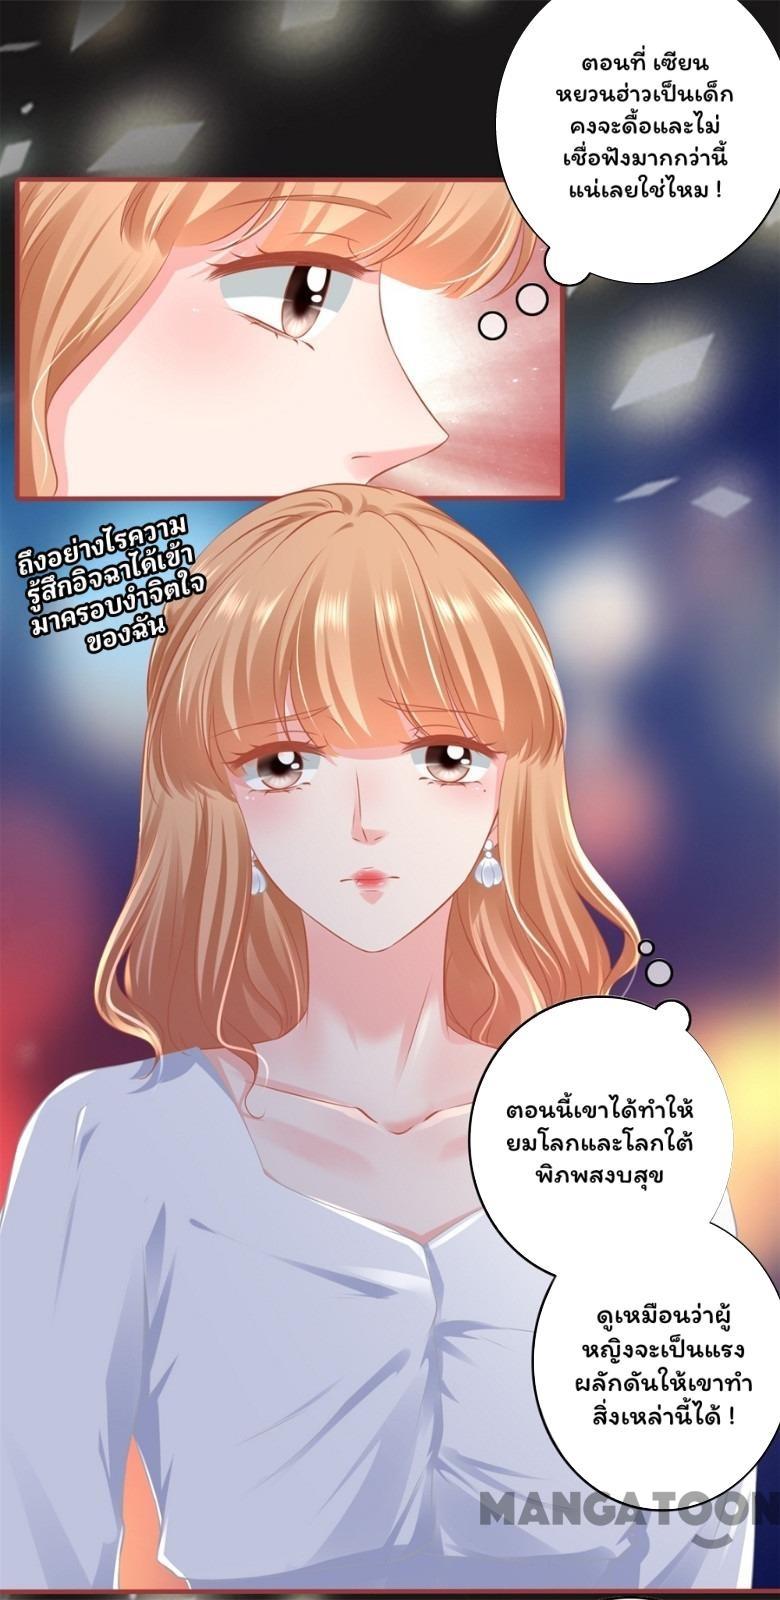 ตอนที่ เซียน
หยวนฮ่าวเป็นเด็ก
คงจะดื้อและไม่
เชื่อฟังมากกว่านี้
แน่เลยใช่ไหม !
ถึงอย่างไรความ
รู้สึกอิจฉาได้เข้า
มาครอบงำจิตใจ
ของฉัน
ตอนนี้เขาได้ทำให้
ยมโลกและโลกใต้
พิภพสงบสุข
ดูเหมือนว่าผู้
หญิงจะเป็นแรง
ผลักดันให้เขาทำ
สิ่งเหล่านี้ได้ !
MANGATOON